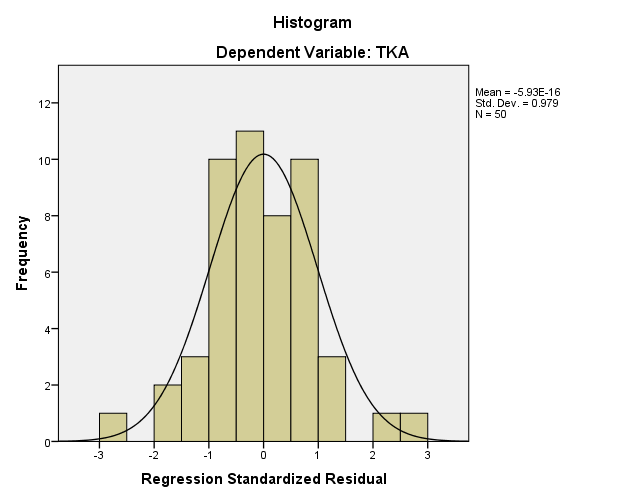 Histogram
Dependent Variable: TKA
Mean = -5.93E-16
Std. Dev. = 0.979
N = 50
Frequency
12
10
8
6
4
2
0
-3 -2 -1 0 1 2 3
Regression Standardized Residual